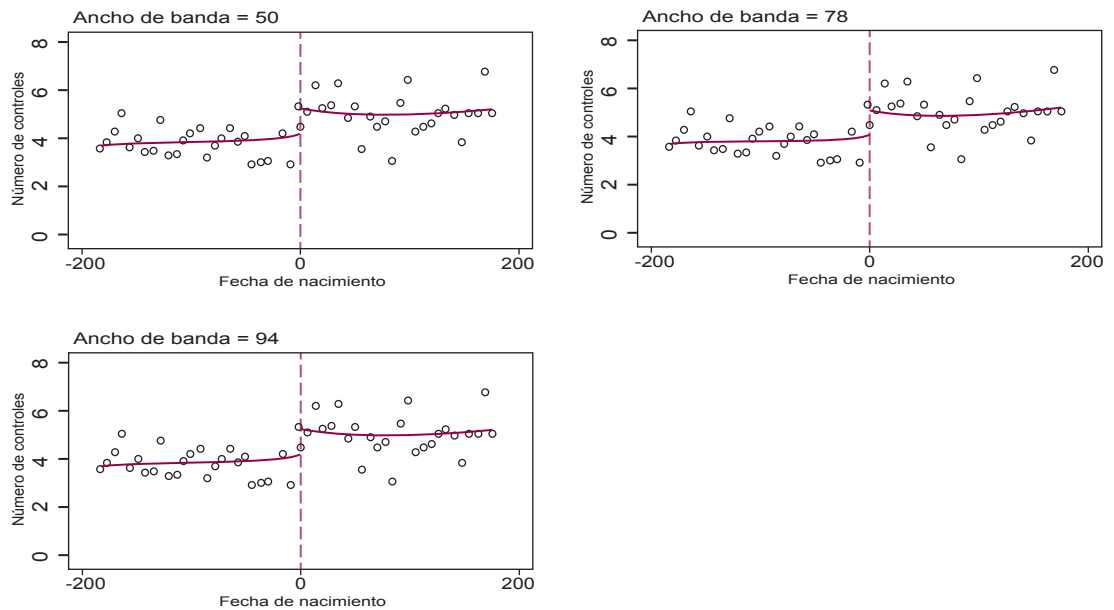 Ancho de banda = 50
Número de controles
8
6
4
2
0
-200 0 200
Fecha de nacimiento
Ancho de banda = 78
Número de controles
8
6
4
2
0
-200 0 200
Fecha de nacimiento
Ancho de banda = 94
Número de controles
8
6
4
2
0
-200 0 200
Fecha de nacimiento